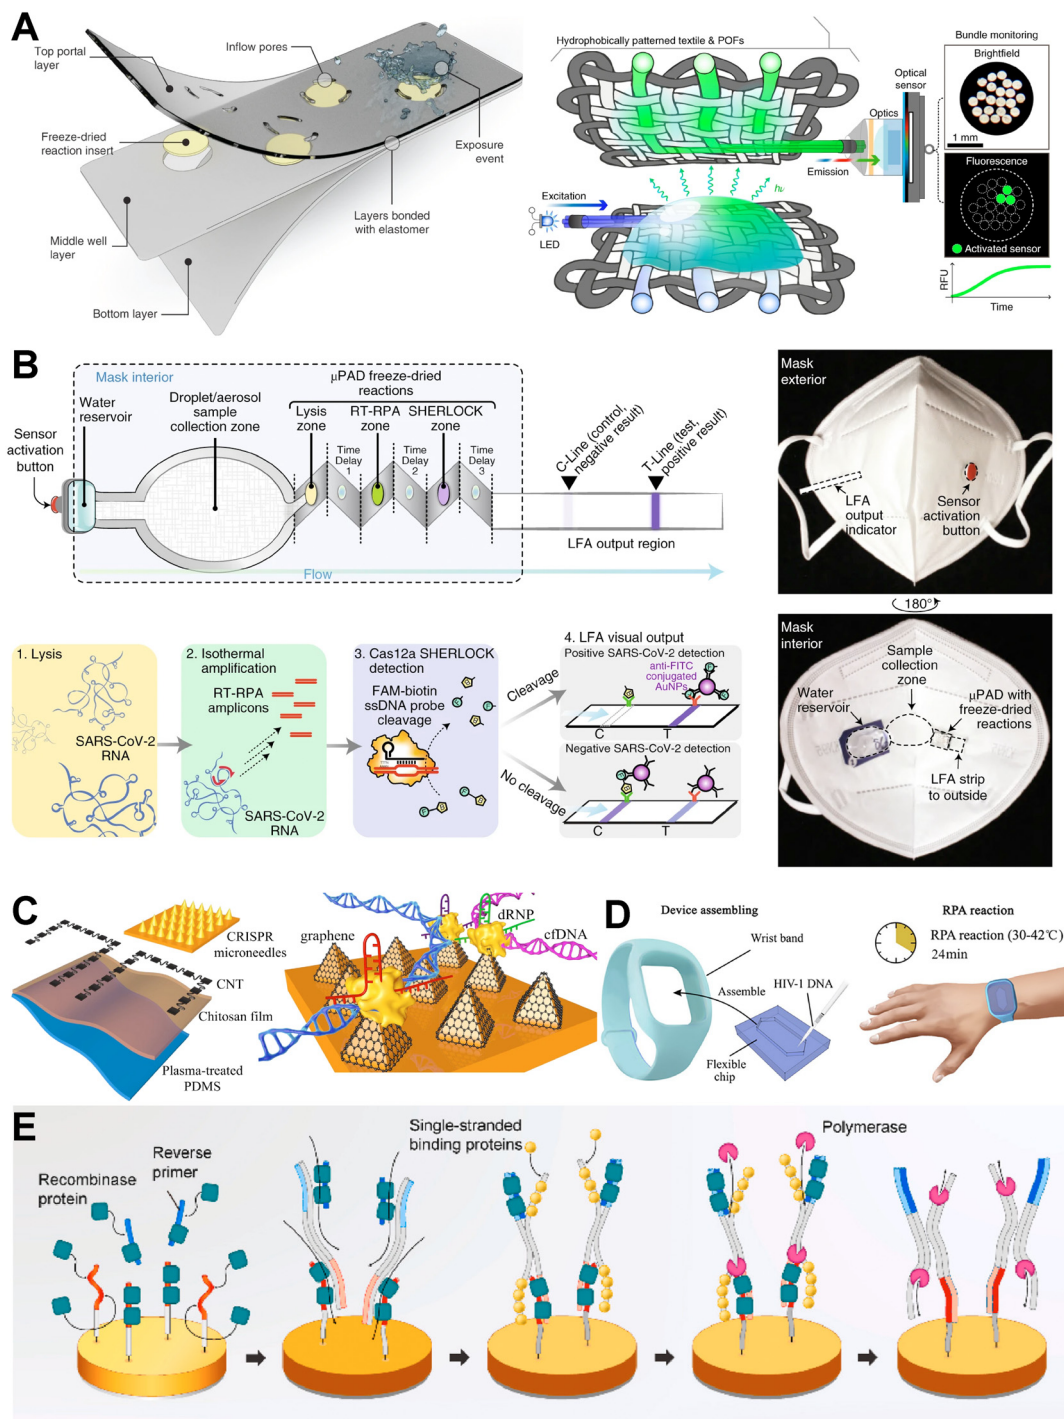 A
Top portal
layer
Inflow pores
Freeze-dried
reaction insert
Exposure
event
Layers bonded
with elastomer
Middle well
layer
Bottom layer
Hydrophobically patterned textile & POFs
Optical
sensor
Optics
Emission
hν
Excitation
LED
Bundle monitoring
Brightfield
1 mm
Fluorescence
Activated sensor
RFU
Time
B
Mask interior
Water
reservoir
Sensor
activation
button
Droplet/aerosol
sample
collection zone
µPAD freeze-dried
reactions
Lysis
zone
RT-RPA
zone
SHERLOCK
zone
Time
Delay
1
Time
Delay
2
Time
Delay
3
C-Line (control,
negative result)
T-Line (test,
positive result)
LFA output region
Flow
Mask
exterior
LFA
output
indicator
Sensor
activation
button
180°
Mask
interior
Sample
collection
zone
Water
reservoir
µPAD with
freeze-dried
reactions
LFA strip
to outside
1. Lysis
SARS-CoV-2
RNA
2. Isothermal
amplification
RT-RPA
amplicons
SARS-CoV-2
RNA
3. Cas12a SHERLOCK
detection
FAM-biotin
ssDNA probe
cleavage
Cleavage
No cleavage
4. LFA visual output
Positive SARS-CoV-2 detection
anti-FITC
conjugated
AuNPs
C
T
Negative SARS-CoV-2 detection
C
T
C
CRISPR
microneedles
CNT
Chitosan film
Plasma-treated
PDMS
graphene
dRNP
cfDNA
D
Device assembling
Wrist band
Assemble
HIV-1 DNA
Flexible
chip
RPA reaction
RPA reaction (30-42℃)
24min
E
Recombinase
protein
Reverse
primer
Single-stranded
binding proteins
Polymerase